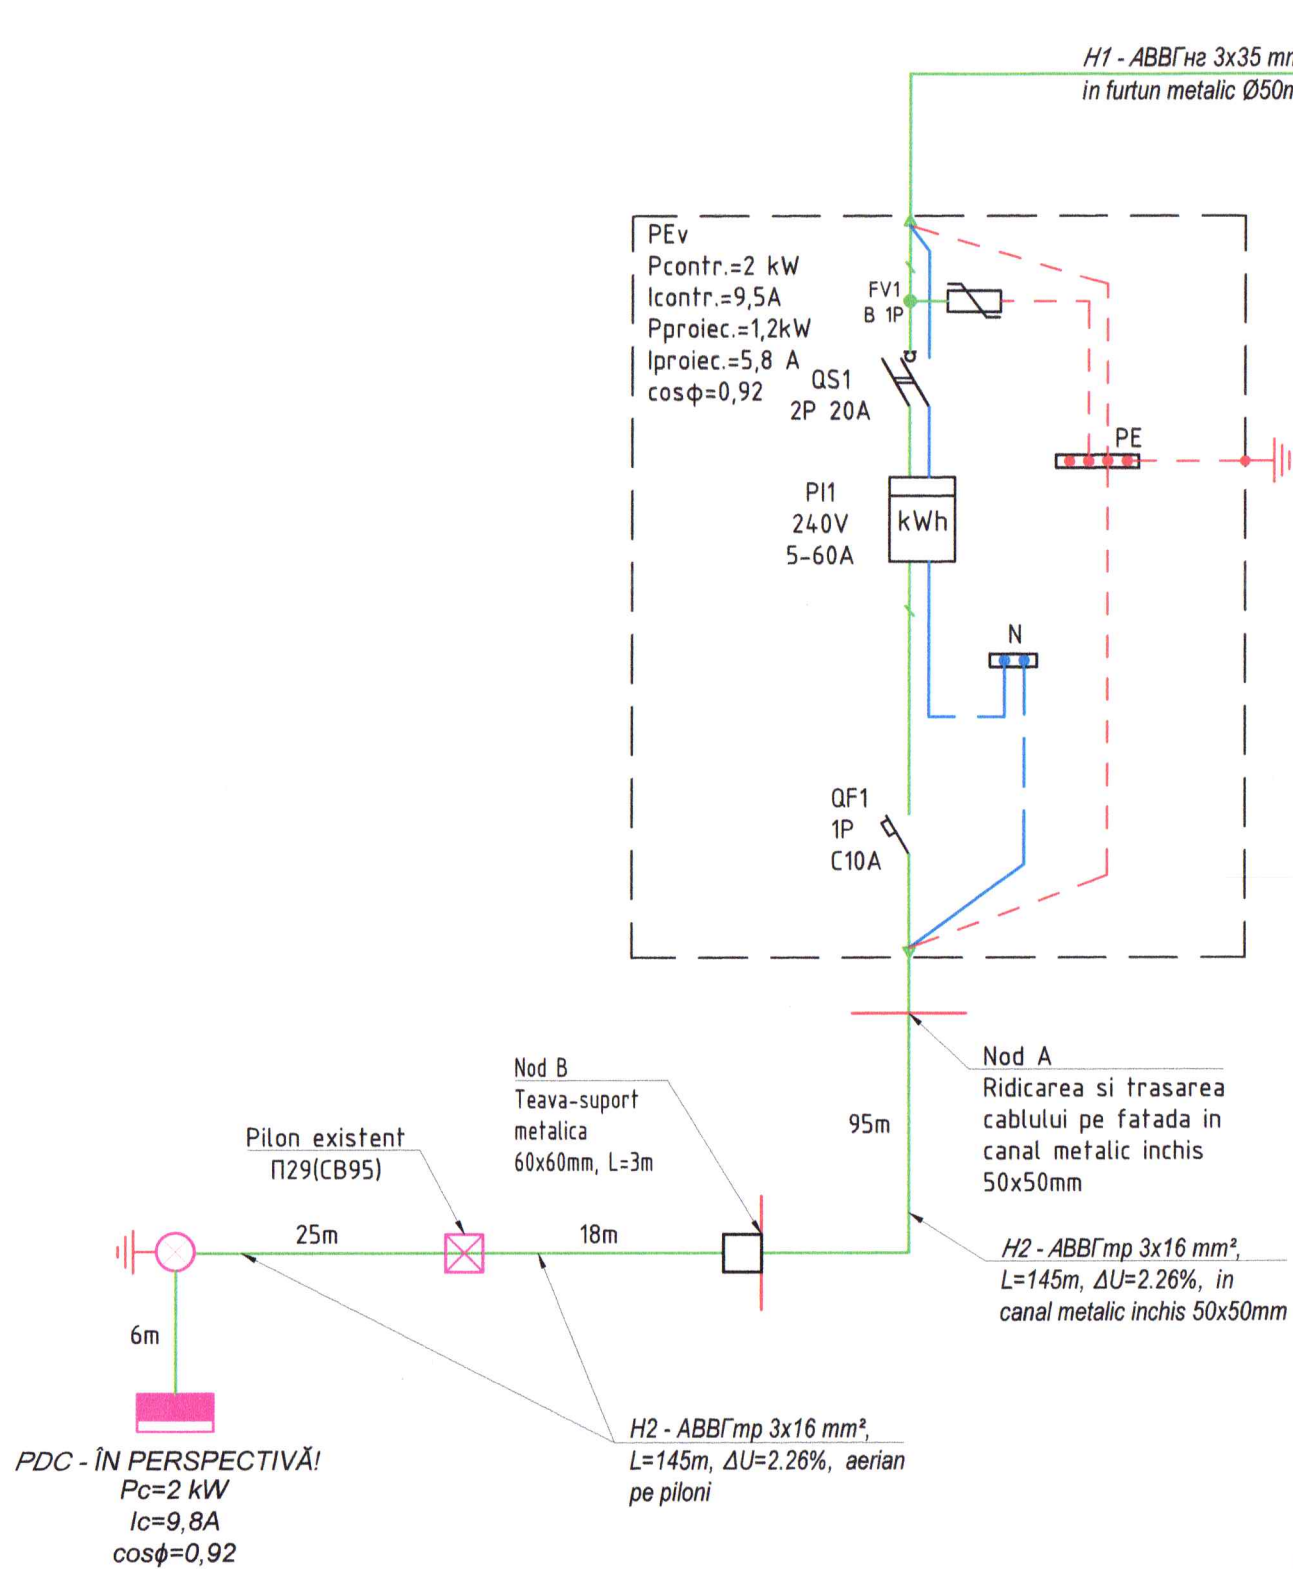 H1 - АВВГнг 3x35
in furtun metalic
PEv
Pcontr.=2 kW
Icontr.=9,5A
Pproiec.=1,2kW
Iproiec.=5,8 A
cosφ=0,92
FV1
B 1P
QS1
2P 20A
PE
PI1
240V
5-60A
kWh
N
QF1
1P
C10A
Nod A
Ridicarea si trasarea
cablului pe fatada in
canal metalic inchis
50x50mm
95m
Nod B
Teava-suport
metalica
60x60mm, L=3m
Pilon existent
П29(СВ95)
25m
18m
6m
H2 - АВВГтр 3x16 mm²,
L=145m, ΔU=2.26%, in
canal metalic inchis 50x50mm
H2 - АВВГтр 3x16 mm²,
L=145m, ΔU=2.26%, aerian
pe piloni
PDC - ÎN PERSPECTIVĂ!
Pc=2 kW
Ic=9,8A
cosϕ=0,92